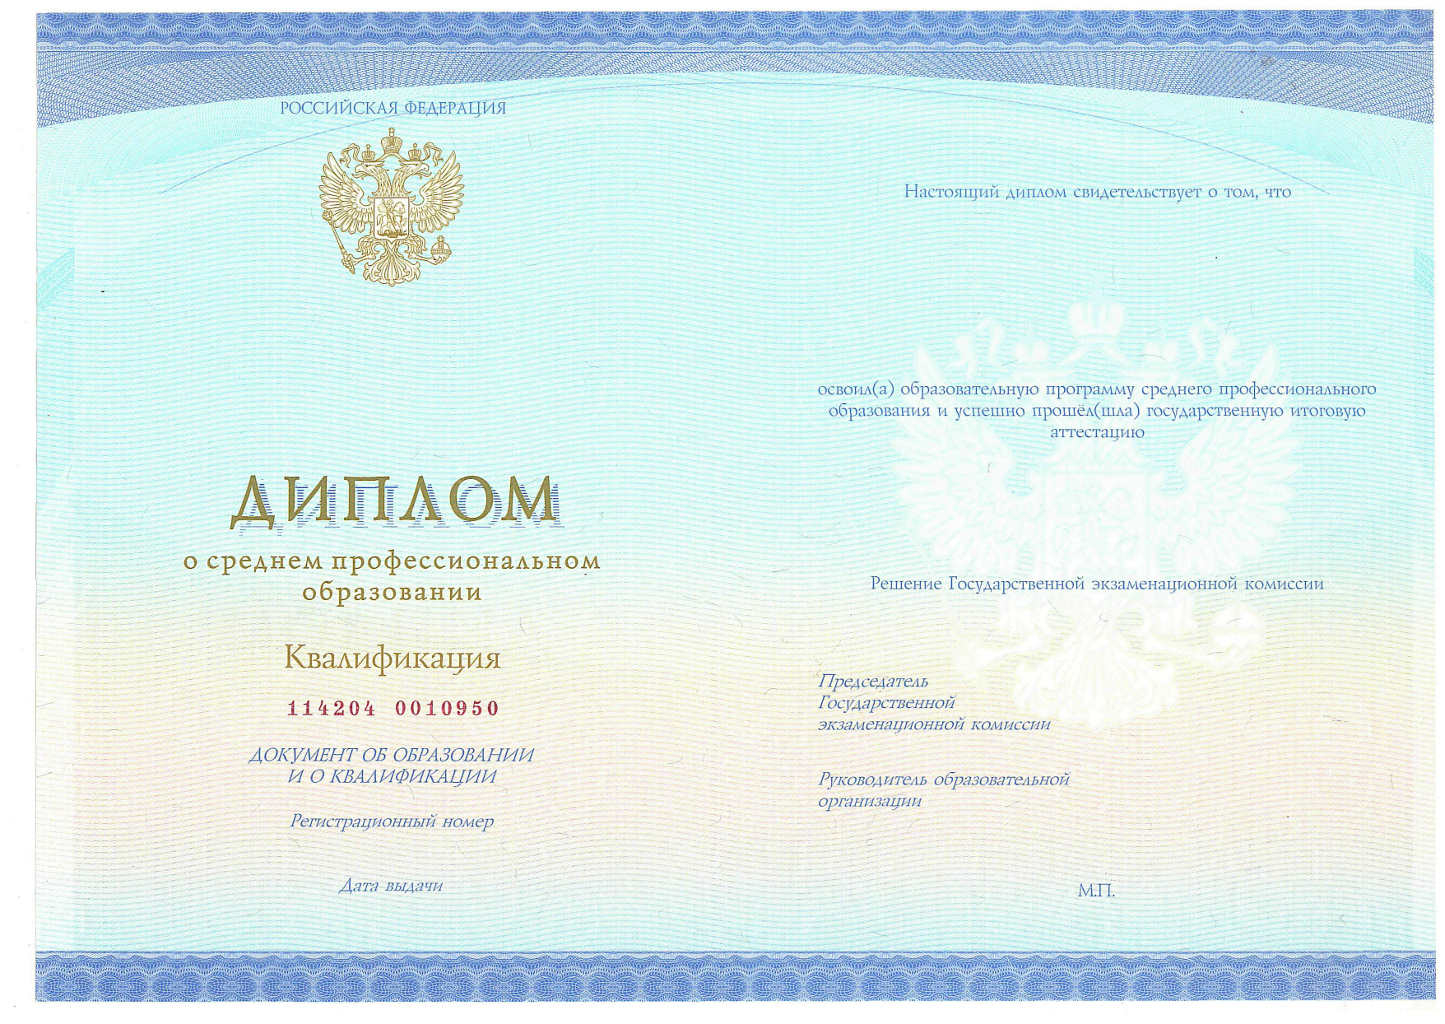 РОССИЙСКАЯ ФЕДЕРАЦИЯ
ДИПЛОМ
о среднем профессиональном
образовании
Квалификация
114204 0010950
ДОКУМЕНТ ОБ ОБРАЗОВАНИИ
И О КВАЛИФИКАЦИИ
Регистрационный номер
Дата выдачи
Настоящий диплом свидетельствует о том, что
освоил(а) образовательную программу среднего профессионального
образования и успешно прошёл(шла) государственную итоговую
аттестацию
Решение Государственной экзаменационной комиссии
Председатель
Государственной
экзаменационной комиссии
Руководитель образовательной
организации
М.П.